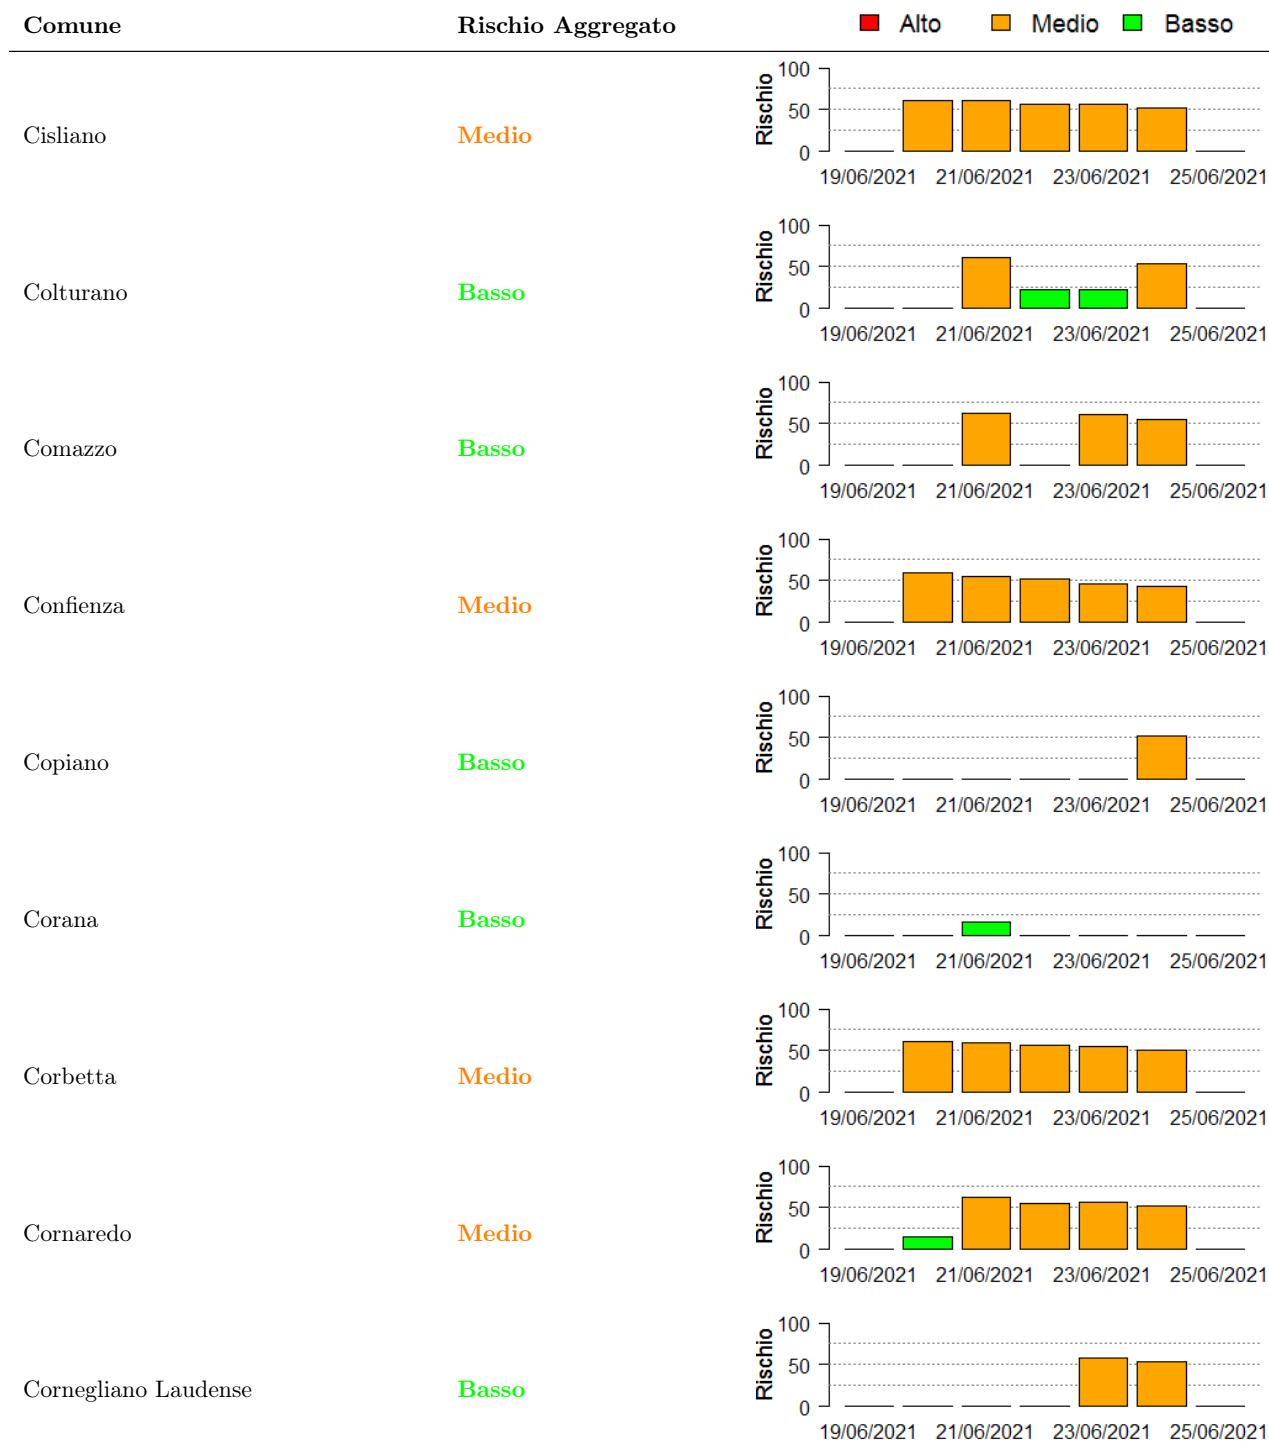 Comune Rischio Aggregato Alto Medio Basso
100
50
0
Rischio
Cisliano Medio
19/06/2021 21/06/2021 23/06/2021 25/06/2021
100
50
0
Rischio
Colturano Basso
19/06/2021 21/06/2021 23/06/2021 25/06/2021
100
50
0
Rischio
Comazzo Basso
19/06/2021 21/06/2021 23/06/2021 25/06/2021
100
50
0
Rischio
Confienza Medio
19/06/2021 21/06/2021 23/06/2021 25/06/2021
100
50
0
Rischio
Copiano Basso
19/06/2021 21/06/2021 23/06/2021 25/06/2021
100
50
0
Rischio
Corana Basso
19/06/2021 21/06/2021 23/06/2021 25/06/2021
100
50
0
Rischio
Corbetta Medio
19/06/2021 21/06/2021 23/06/2021 25/06/2021
100
50
0
Rischio
Cornaredo Medio
19/06/2021 21/06/2021 23/06/2021 25/06/2021
100
50
0
Rischio
Cornegliano Laudense Basso
19/06/2021 21/06/2021 23/06/2021 25/06/2021